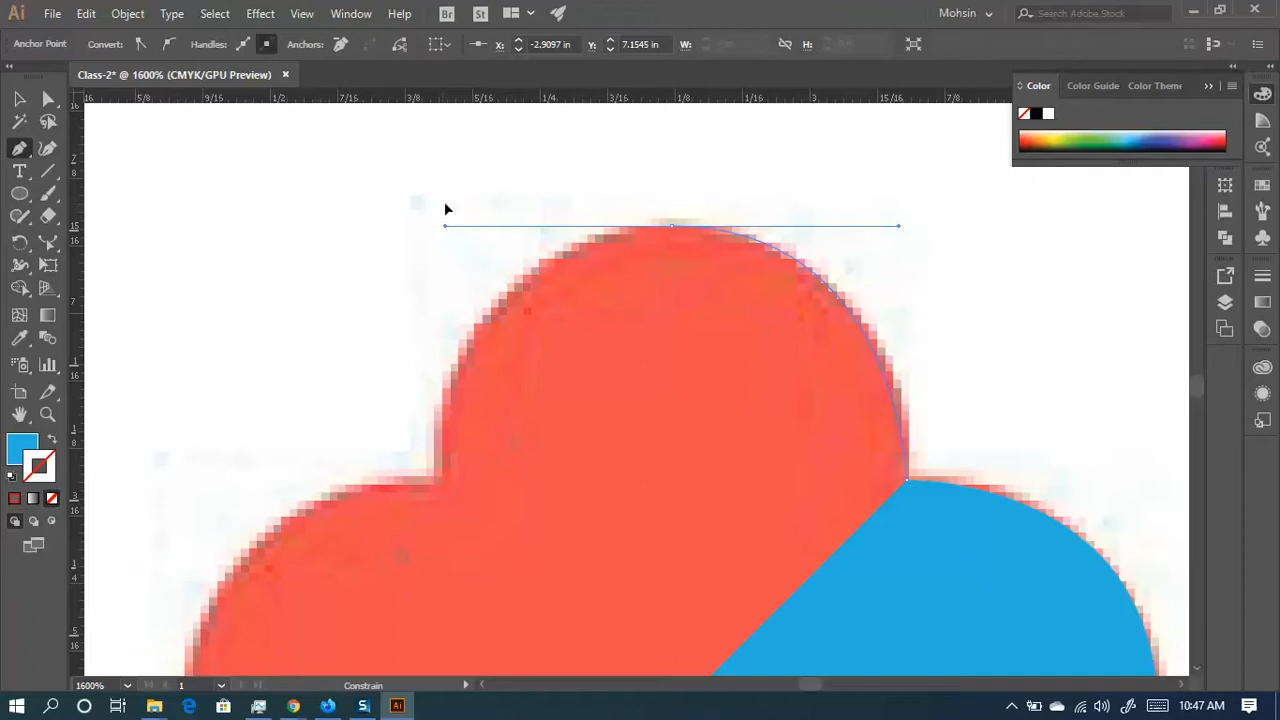 Ai File Edit Object Type Select Effect View Window Help Br St Mohsin Search Adobe Stock
Anchor Point Convert: Handles: Anchors: X: -2.9097 in Y: 7.1545 in W: H:
Class-2* @ 1600% (CMYK/GPU Preview) ×
Color Color Guide Color Theme
16 5/8 9/16 1/2 7/16 3/8 5/16 1/4 3/16 1/8 3 15/16 7/8
1600% 1 Constrain
10:47 AM